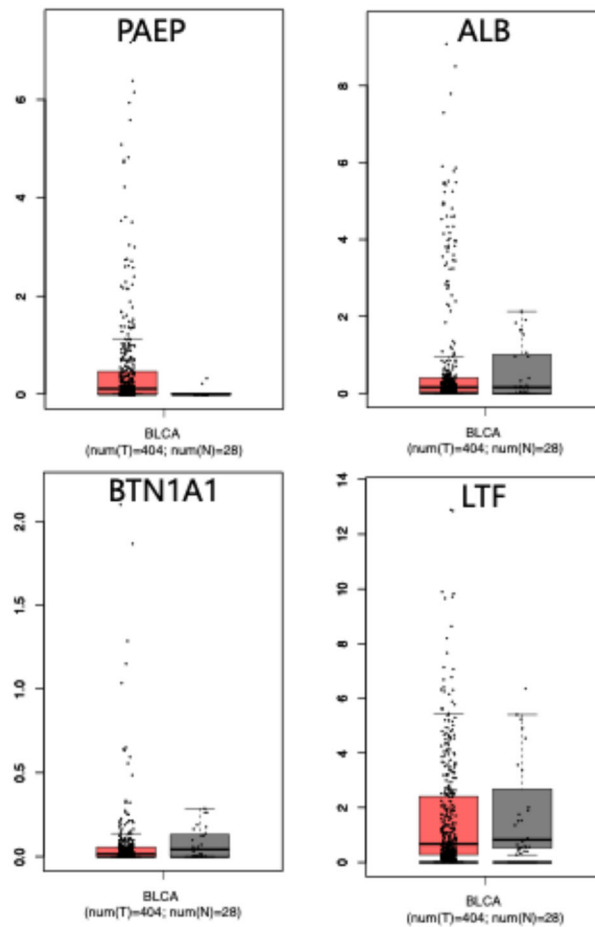 PAEP
6
4
2
0
BLCA
(num(T)=404; num(N)=28)
ALB
8
6
4
2
0
BLCA
(num(T)=404; num(N)=28)
BTN1A1
2.0
1.5
1.0
0.5
0.0
BLCA
(num(T)=404; num(N)=28)
LTF
14
12
10
8
6
4
2
0
BLCA
(num(T)=404; num(N)=28)